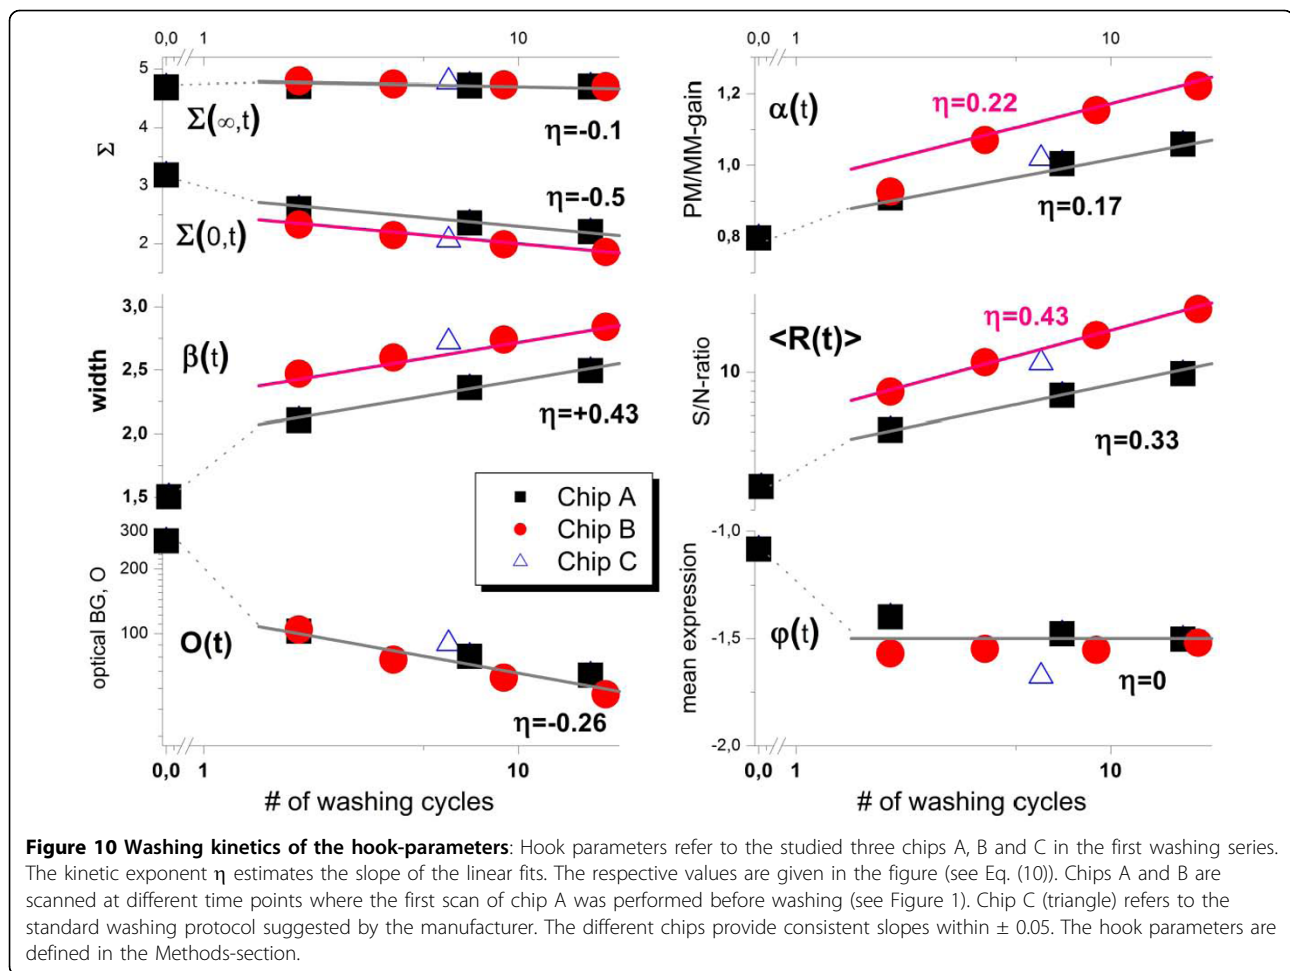 0,0 1 10
5
4
3
2
Σ
Σ(∞,t)
η=-0.1
η=-0.5
Σ(0,t)
3,0
2,5
2,0
1,5
width
β(t)
η=+0.43
300
200
100
optical BG, O
O(t)
η=-0.26
0,0 1 10
# of washing cycles
Chip A
Chip B
Chip C
0,0 1 10
1,2
1,0
0,8
PM/MM-gain
η=0.22
α(t)
η=0.17
10
S/N-ratio
η=0.43
<R(t)>
η=0.33
-1,0
-1,5
-2,0
mean expression
φ(t)
η=0
0,0 1 10
# of washing cycles
Figure 10 Washing kinetics of the hook-parameters: Hook parameters refer to the studied three chips A, B and C in the first washing series.
The kinetic exponent η estimates the slope of the linear fits. The respective values are given in the figure (see Eq. (10)). Chips A and B are
scanned at different time points where the first scan of chip A was performed before washing (see Figure 1). Chip C (triangle) refers to the
standard washing protocol suggested by the manufacturer. The different chips provide consistent slopes within ± 0.05. The hook parameters are
defined in the Methods-section.